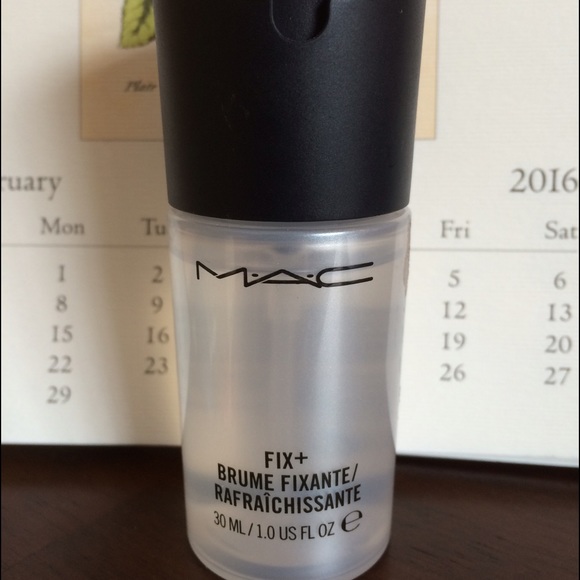 Plate
ruary
2016
Mon Tu Fri Sat
1 2 5 6
8 9 12 13
15 16 19 20
22 23 26 27
29
M·A·C
FIX+
BRUME FIXANTE/
RAFRAÎCHISSANTE
30 ML / 1.0 US FL OZ ℮